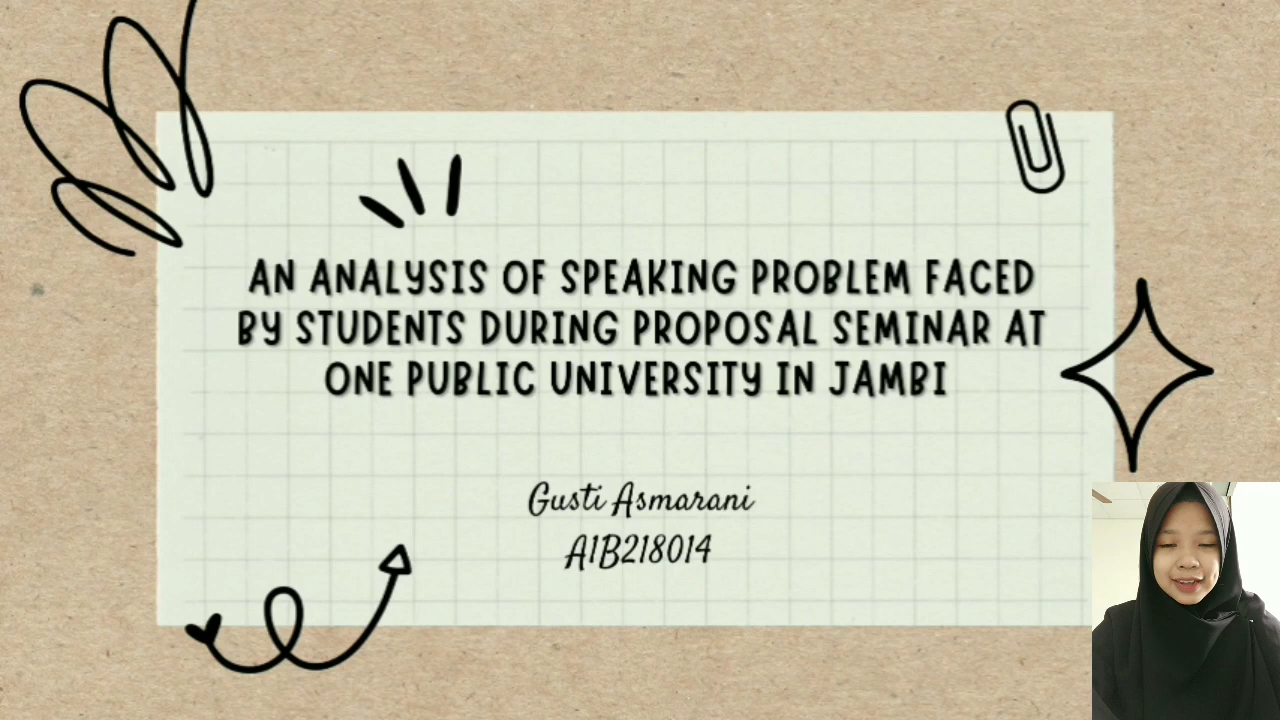 AN ANALYSIS OF SPEAKING PROBLEM FACED
BY STUDENTS DURING PROPOSAL SEMINAR AT
ONE PUBLIC UNIVERSITY IN JAMBI
Gusti Asmarani
A1B218014